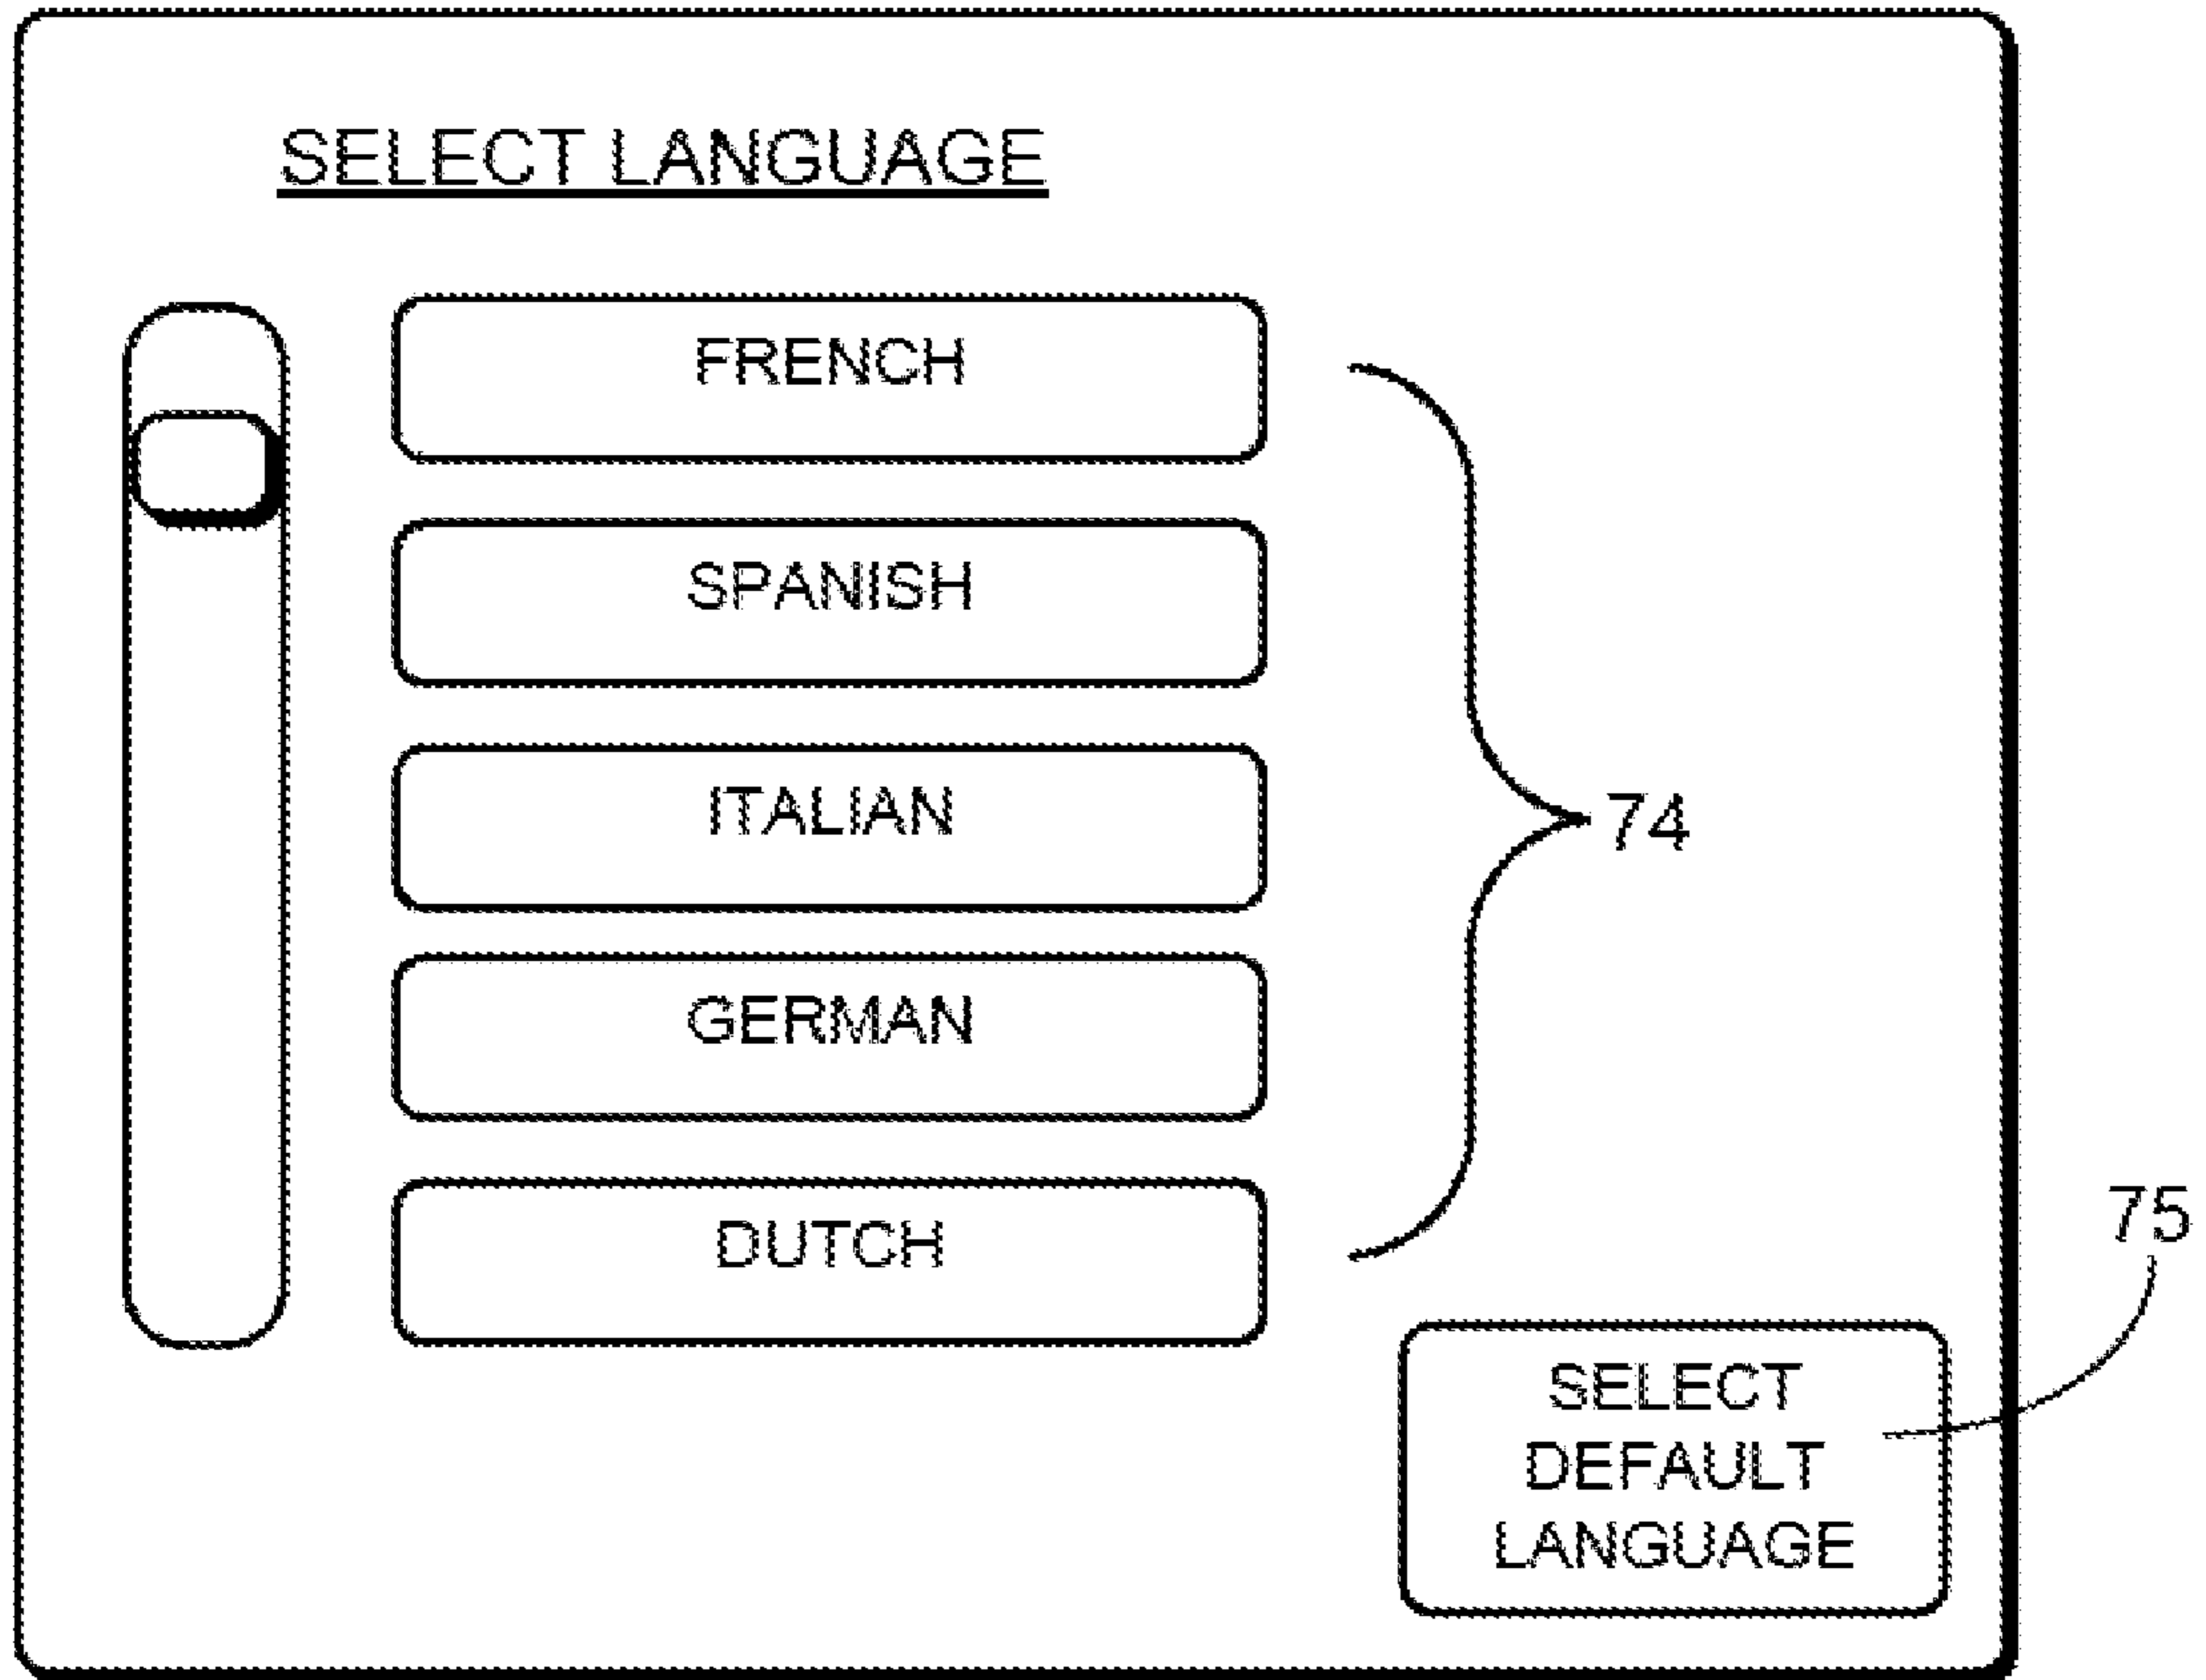 SELECT LANGUAGE
FRENCH
SPANISH
ITALIAN
GERMAN
DUTCH
74
75
SELECT
DEFAULT
LANGUAGE